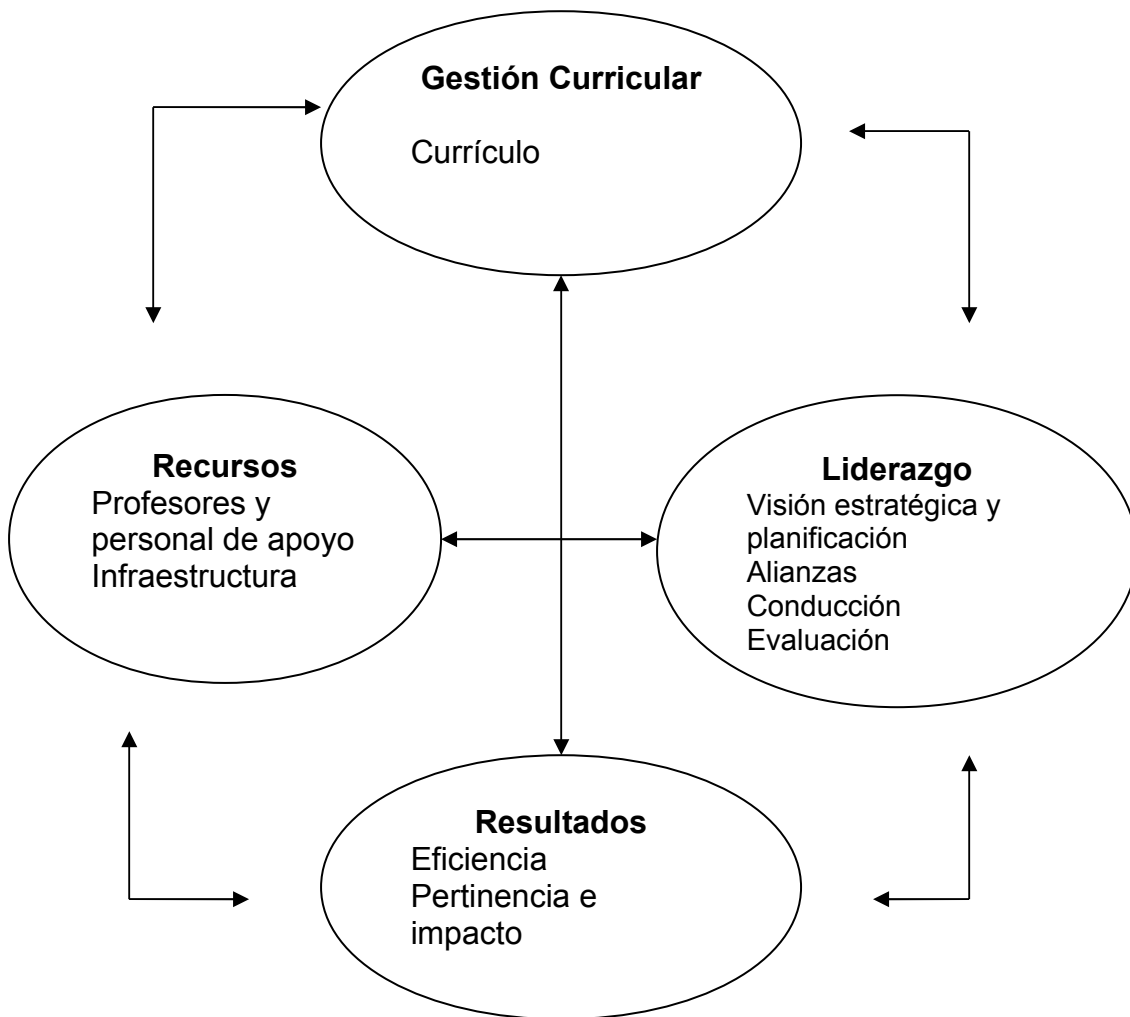 Gestión Curricular
Currículo
Recursos
Profesores y
personal de apoyo
Infraestructura
Liderazgo
Visión estratégica y
planificación
Alianzas
Conducción
Evaluación
Resultados
Eficiencia
Pertinencia e
impacto